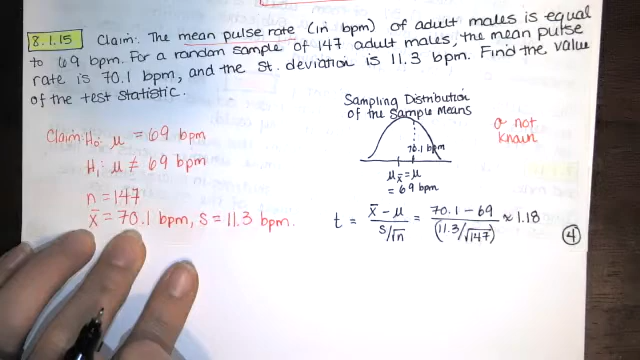 8.1.15 Claim: The mean pulse rate (in bpm) of adult males is equal
to 69 bpm. For a random sample of 147 adult males, the mean pulse
rate is 70.1 bpm, and the St. deviation is 11.3 bpm. Find the value
of the test statistic.
Sampling Distribution
of the Sample Means
σ not
known
70.1 bpm
μx̄ = μ
= 69 bpm
Claim: H₀: μ = 69 bpm
H₁: μ ≠ 69 bpm
n = 147
x̄ = 70.1 bpm, s = 11.3 bpm.
t = x̄ - μ / s/√n = 70.1 - 69 / (11.3/√147) ≈ 1.18
4